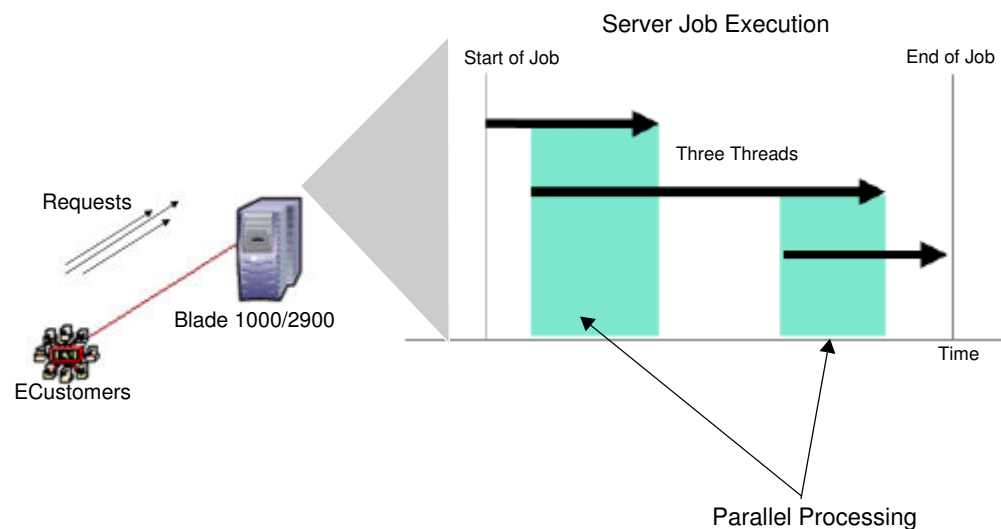 Server Job Execution
Start of Job
End of Job
Three Threads
Requests
Blade 1000/2900
Time
ECustomers
Parallel Processing